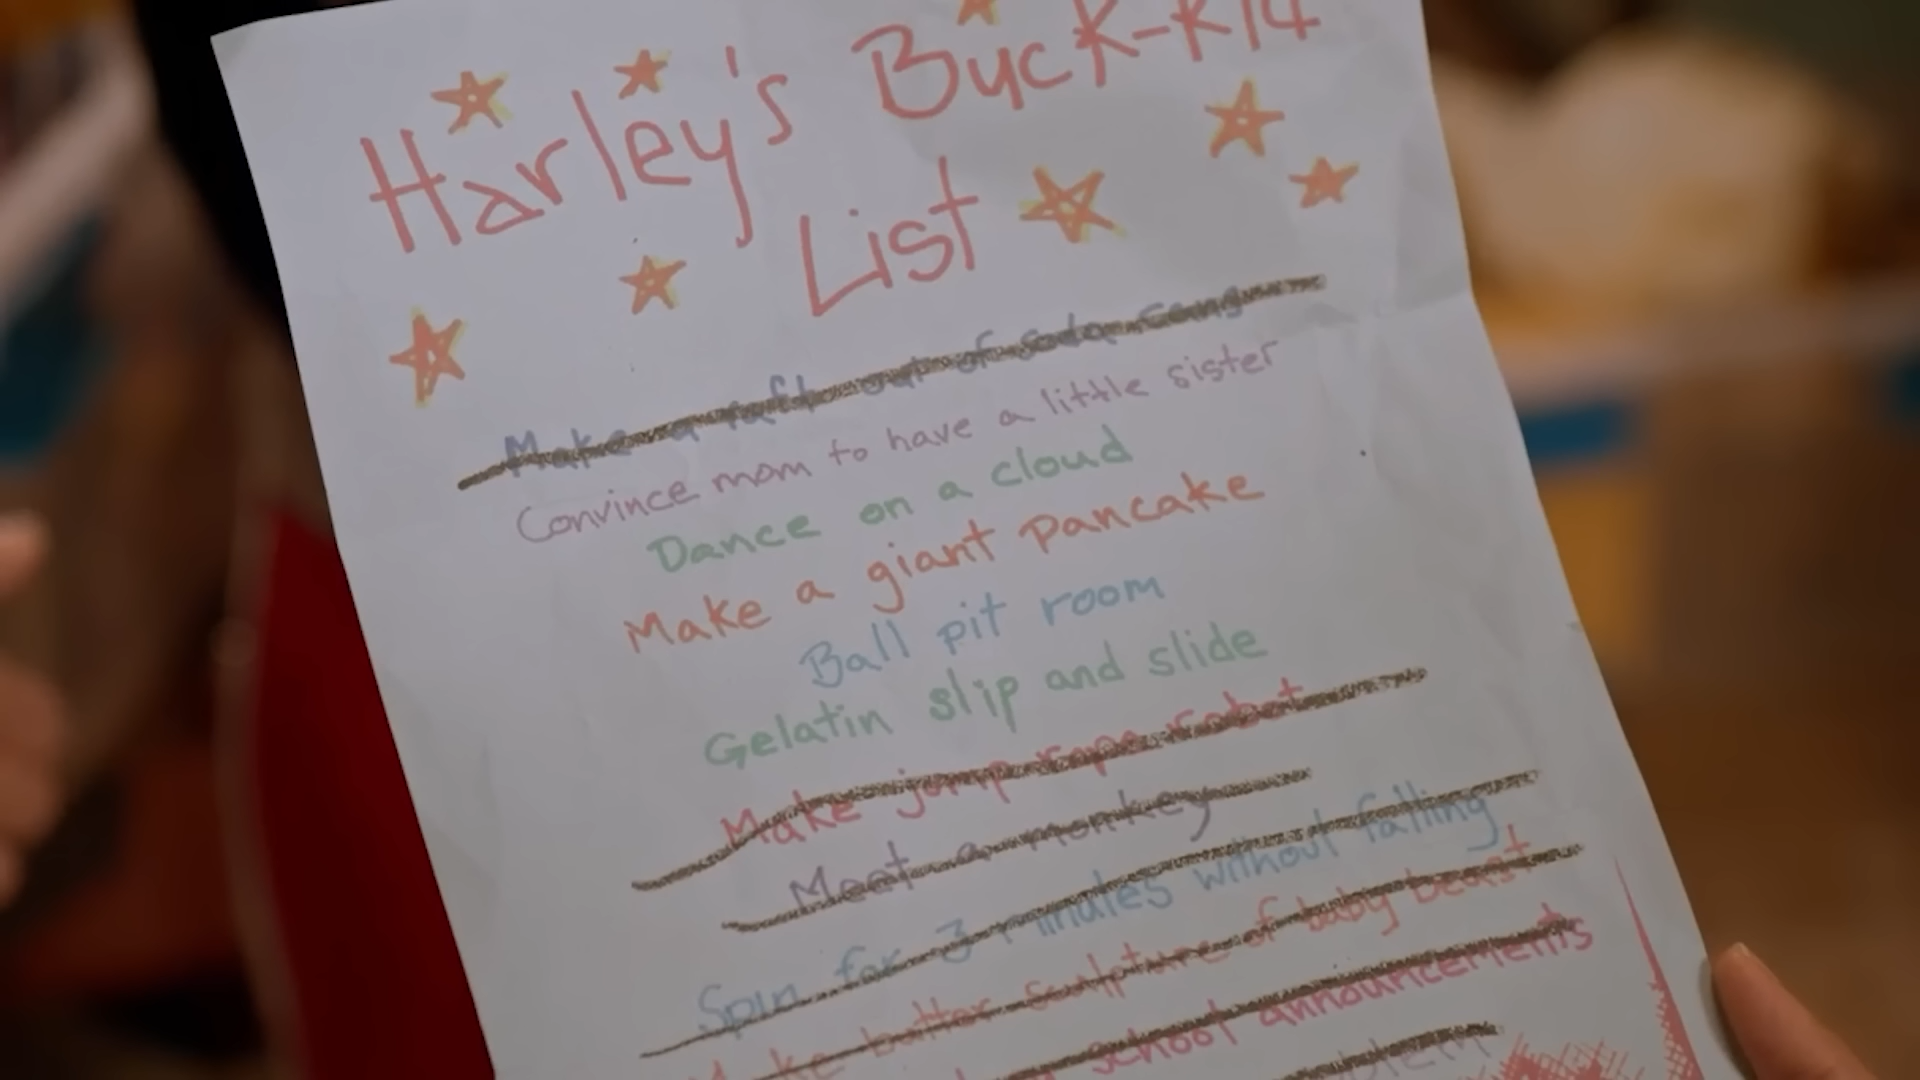 Harley's Buck-K14
List
Make a raft out of soda cans
Convince mom to have a little sister
Dance on a cloud
Make a giant pancake
Ball pit room
Gelatin slip and slide
Make jump rope robot
Meet a monkey
Spin for 3 minutes without falling
Make butter sculpture of baby beast
school announcements